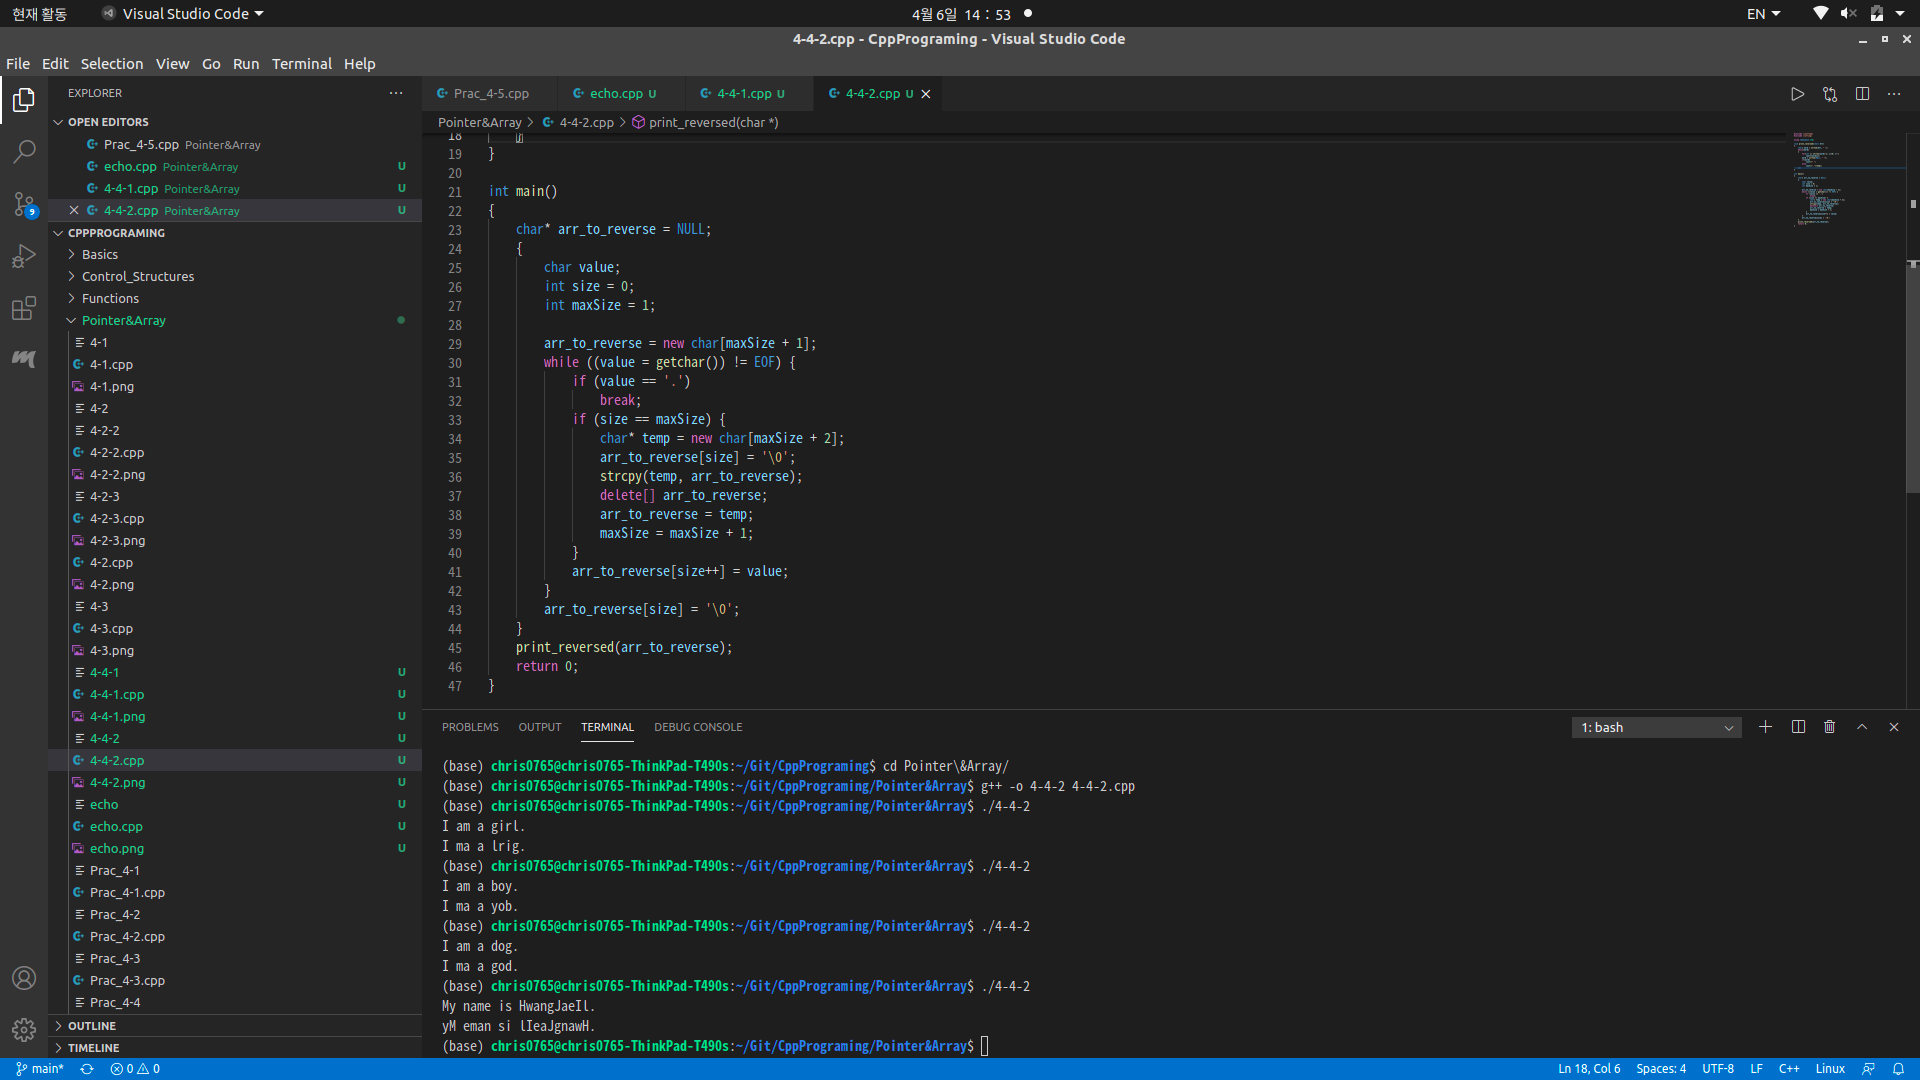 현재 활동 Visual Studio Code 4월 6일 14 : 53 EN
4-4-2.cpp - CppPrograming - Visual Studio Code
File Edit Selection View Go Run Terminal Help
EXPLORER
OPEN EDITORS
Prac_4-5.cpp Pointer&Array
echo.cpp Pointer&Array U
4-4-1.cpp Pointer&Array U
4-4-2.cpp Pointer&Array U
9
CPPPROGRAMING
Basics
Control_Structures
Functions
Pointer&Array
4-1
4-1.cpp
4-1.png
4-2
4-2-2
4-2-2.cpp
4-2-2.png
4-2-3
4-2-3.cpp
4-2-3.png
4-2.cpp
4-2.png
4-3
4-3.cpp
4-3.png
4-4-1 U
4-4-1.cpp U
4-4-1.png U
4-4-2 U
4-4-2.cpp U
4-4-2.png U
echo U
echo.cpp U
echo.png U
Prac_4-1
Prac_4-1.cpp
Prac_4-2
Prac_4-2.cpp
Prac_4-3
Prac_4-3.cpp
Prac_4-4
OUTLINE
TIMELINE
Prac_4-5.cpp echo.cpp U 4-4-1.cpp U 4-4-2.cpp U
Pointer&Array > 4-4-2.cpp > print_reversed(char *)
18 }
19 }
20
21 int main()
22 {
23 char* arr_to_reverse = NULL;
24 {
25 char value;
26 int size = 0;
27 int maxSize = 1;
28
29 arr_to_reverse = new char[maxSize + 1];
30 while ((value = getchar()) != EOF) {
31 if (value == '.')
32 break;
33 if (size == maxSize) {
34 char* temp = new char[maxSize + 2];
35 arr_to_reverse[size] = '\0';
36 strcpy(temp, arr_to_reverse);
37 delete[] arr_to_reverse;
38 arr_to_reverse = temp;
39 maxSize = maxSize + 1;
40 }
41 arr_to_reverse[size++] = value;
42 }
43 arr_to_reverse[size] = '\0';
44 }
45 print_reversed(arr_to_reverse);
46 return 0;
47 }
PROBLEMS OUTPUT TERMINAL DEBUG CONSOLE 1: bash
(base) chris0765@chris0765-ThinkPad-T490s:~/Git/CppPrograming$ cd Pointer\&Array/
(base) chris0765@chris0765-ThinkPad-T490s:~/Git/CppPrograming/Pointer&Array$ g++ -o 4-4-2 4-4-2.cpp
(base) chris0765@chris0765-ThinkPad-T490s:~/Git/CppPrograming/Pointer&Array$ ./4-4-2
I am a girl.
I ma a lrig.
(base) chris0765@chris0765-ThinkPad-T490s:~/Git/CppPrograming/Pointer&Array$ ./4-4-2
I am a boy.
I ma a yob.
(base) chris0765@chris0765-ThinkPad-T490s:~/Git/CppPrograming/Pointer&Array$ ./4-4-2
I am a dog.
I ma a god.
(base) chris0765@chris0765-ThinkPad-T490s:~/Git/CppPrograming/Pointer&Array$ ./4-4-2
My name is HwangJaeIl.
yM eman si lIeaJgnawH.
(base) chris0765@chris0765-ThinkPad-T490s:~/Git/CppPrograming/Pointer&Array$
main* 0 0 Ln 18, Col 6 Spaces: 4 UTF-8 LF C++ Linux